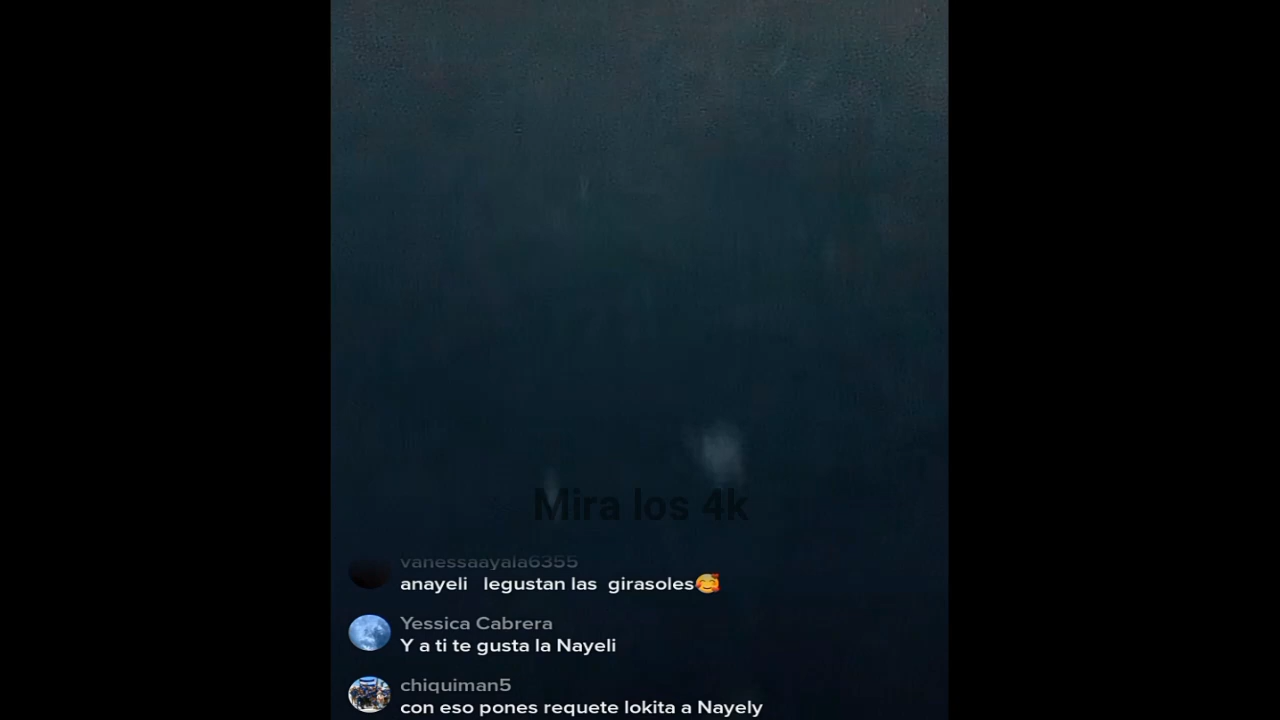 Mira los 4k
vanessaayala6355
anayeli legustan las girasoles🥰
Yessica Cabrera
Y a ti te gusta la Nayeli
chiquiman5
con eso pones requete lokita a Nayely